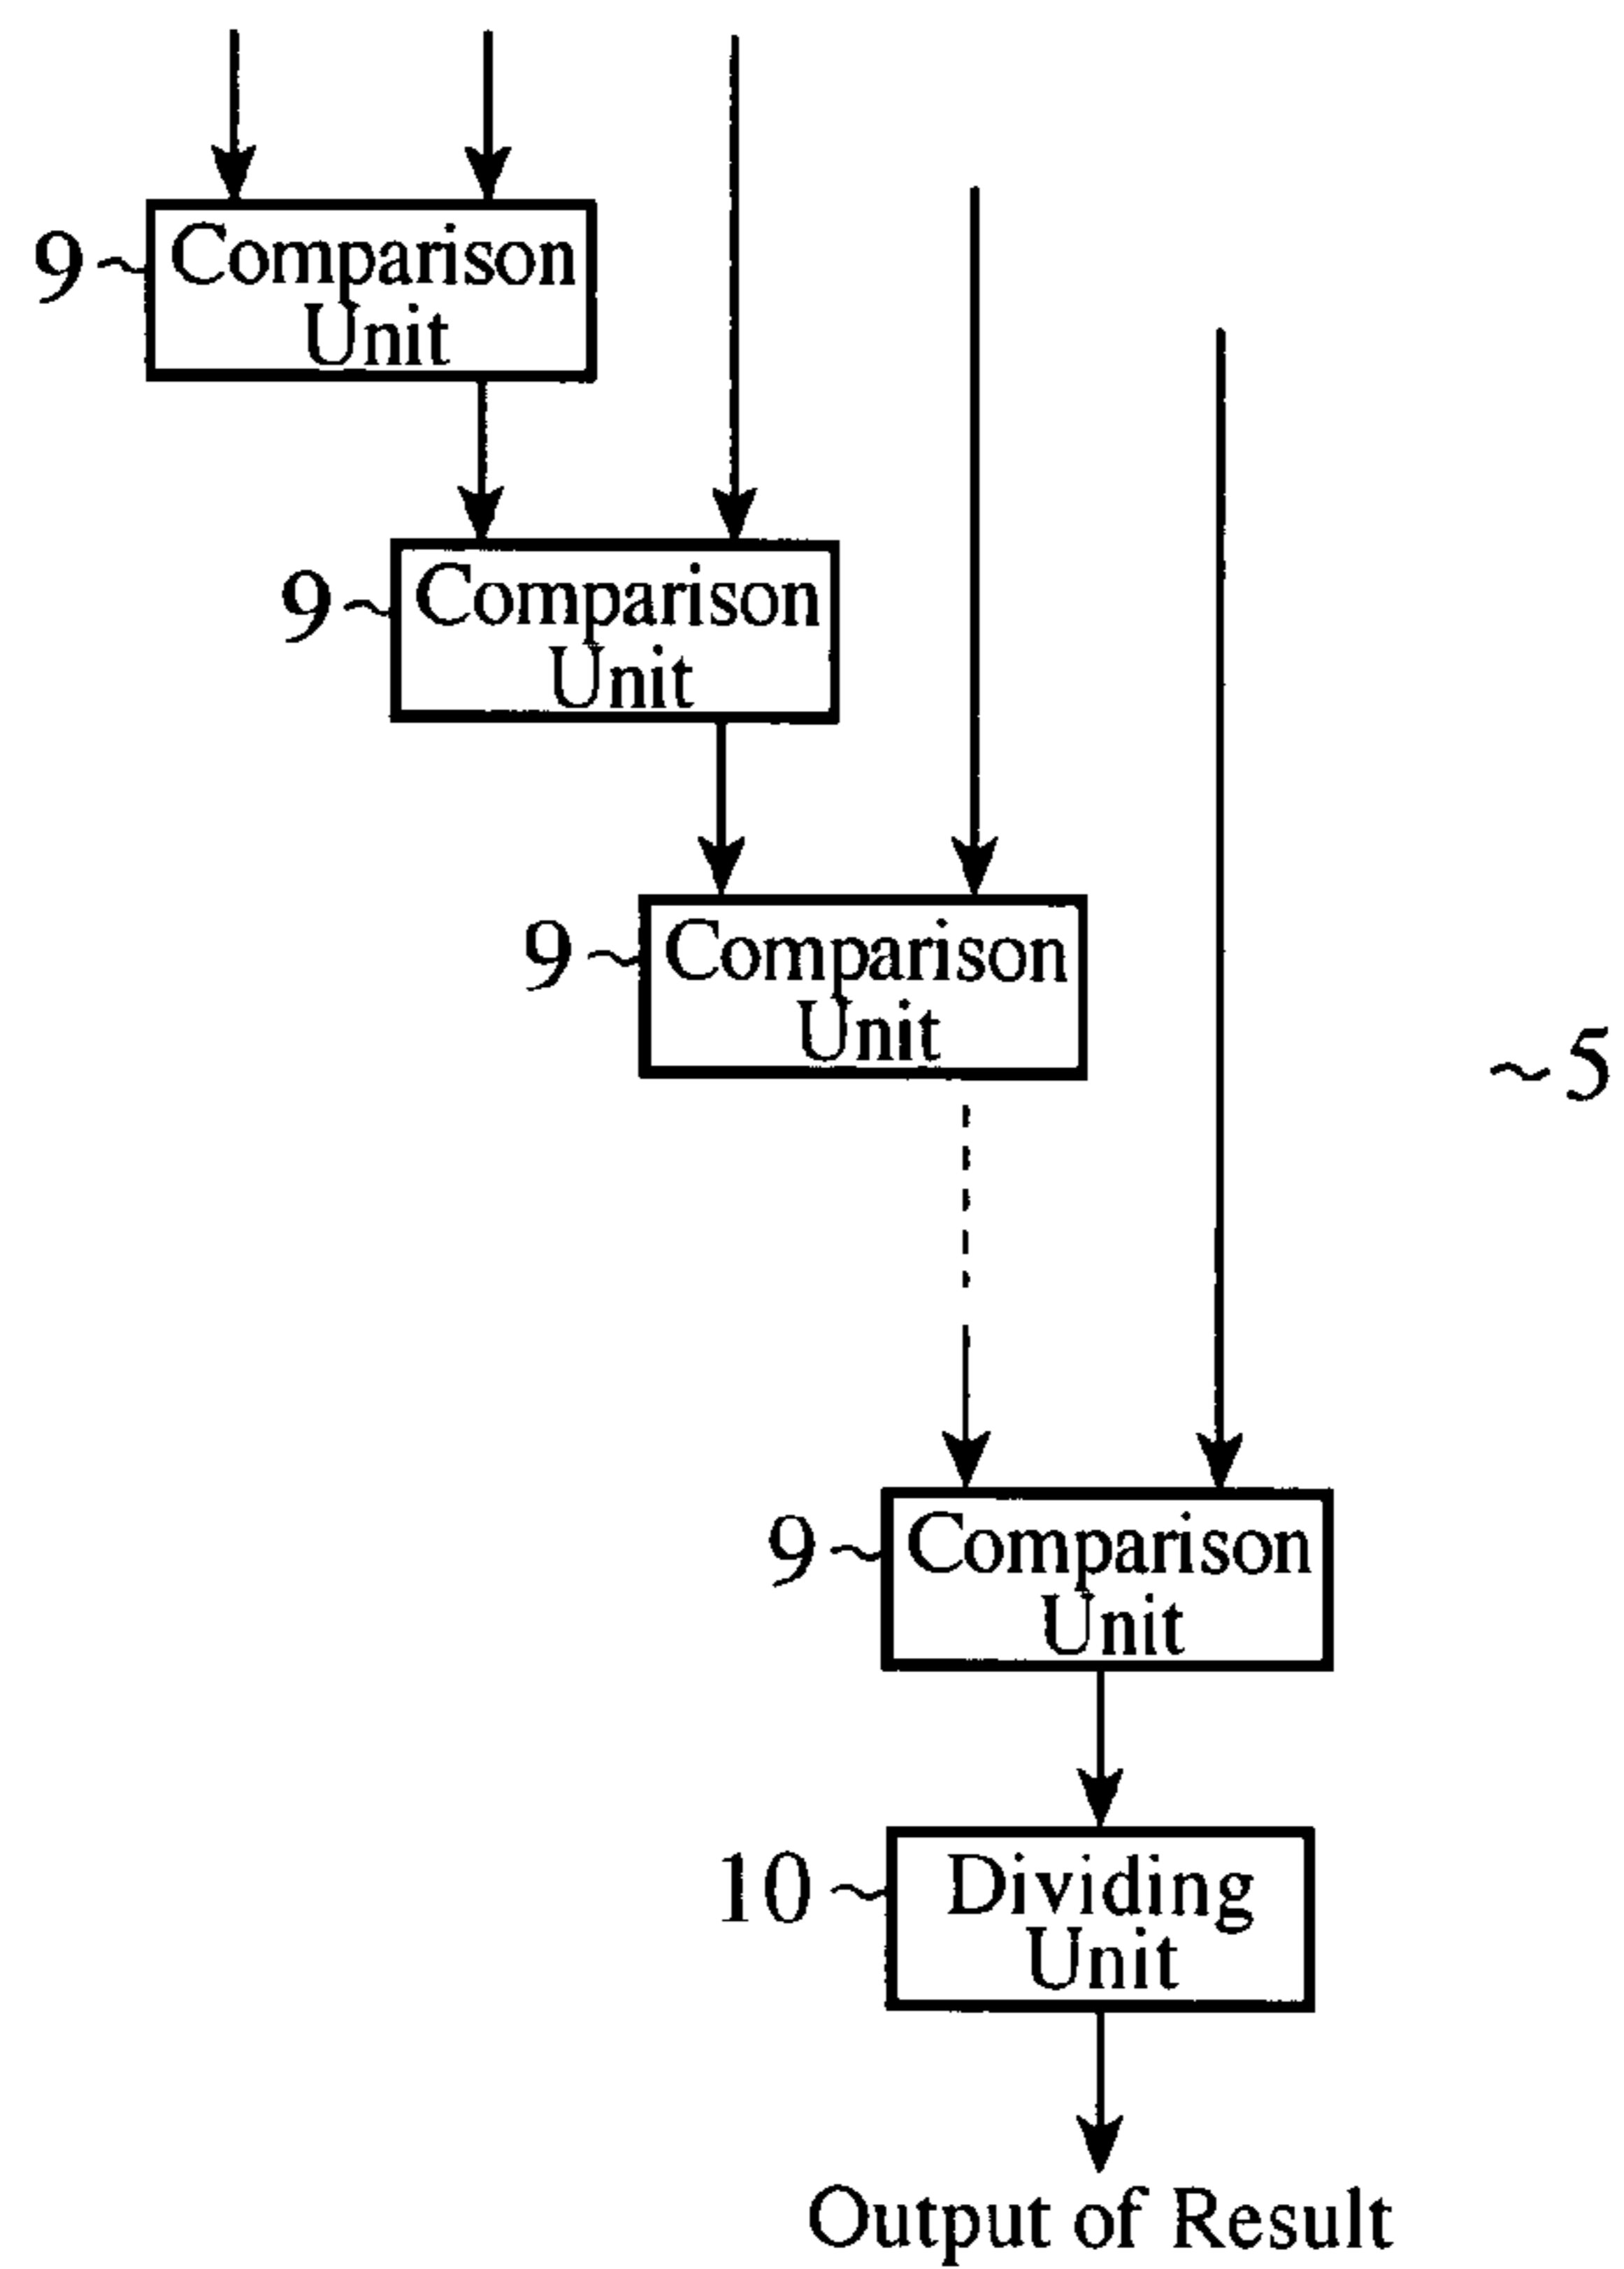 9 ~ Comparison
Unit
9 ~ Comparison
Unit
9 ~ Comparison
Unit
~ 5
9 ~ Comparison
Unit
10 ~ Dividing
Unit
Output of Result